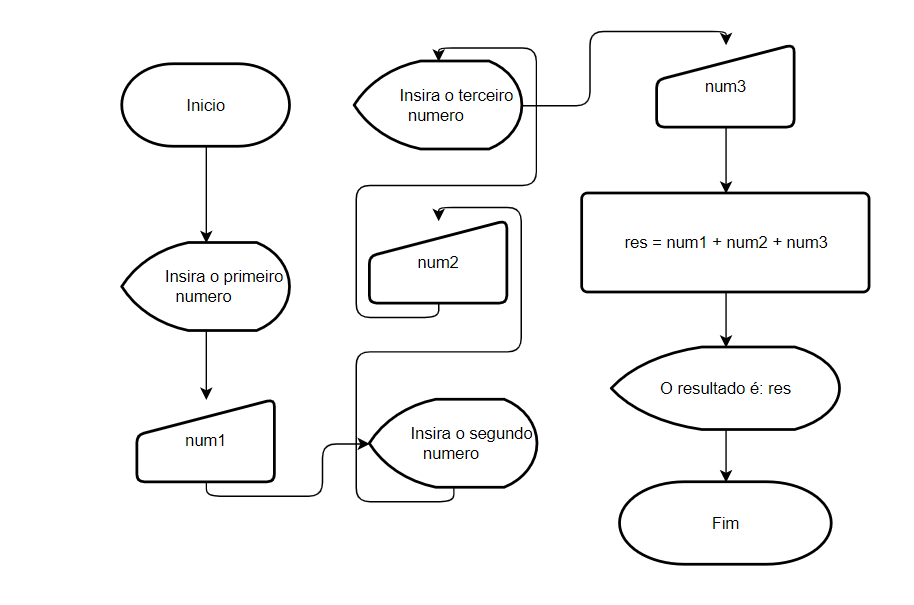 Inicio
Insira o primeiro
numero
num1
Insira o segundo
numero
num2
Insira o terceiro
numero
num3
res = num1 + num2 + num3
O resultado é: res
Fim